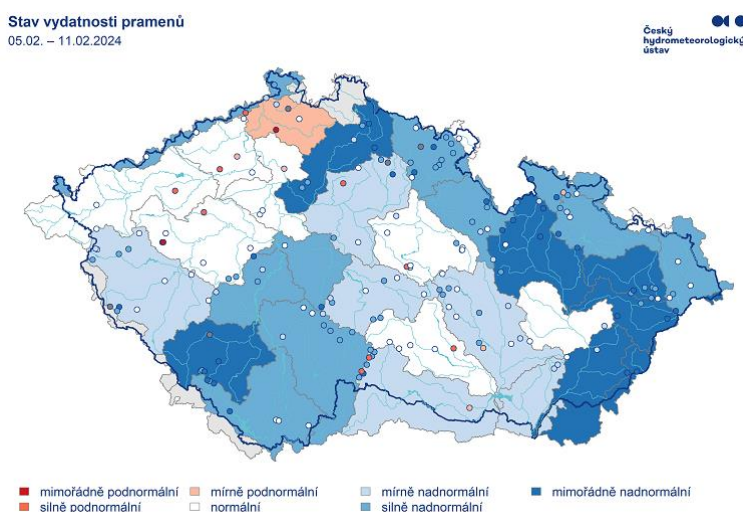 Stav vydatnosti pramenů
05.02. – 11.02.2024
Český
hydrometeorologický
ústav
mimořádně podnormální
mírně podnormální
mírně nadnormální
mimořádně nadnormální
silně podnormální
normální
silně nadnormální